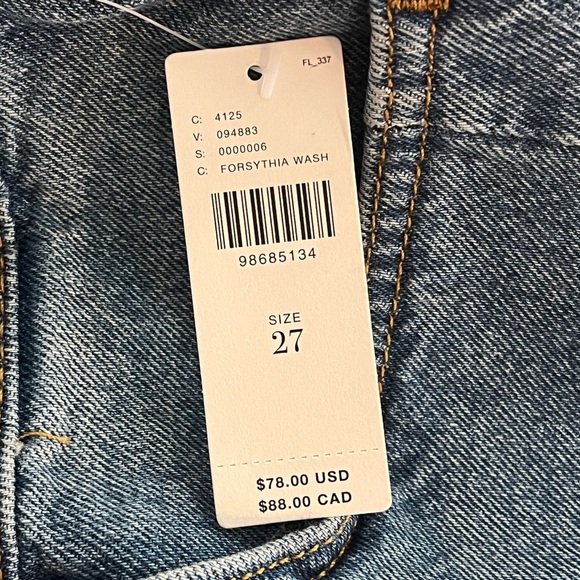 FL_337
C: 4125
V: 094883
S: 0000006
C: FORSYTHIA WASH
98685134
SIZE
27
$78.00 USD
$88.00 CAD